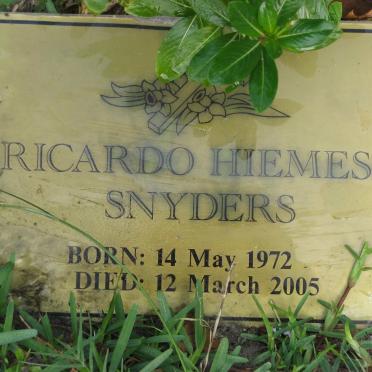 RICARDO HIEMES
SNYDERS
BORN: 14 May 1972
DIED: 12 March 2005